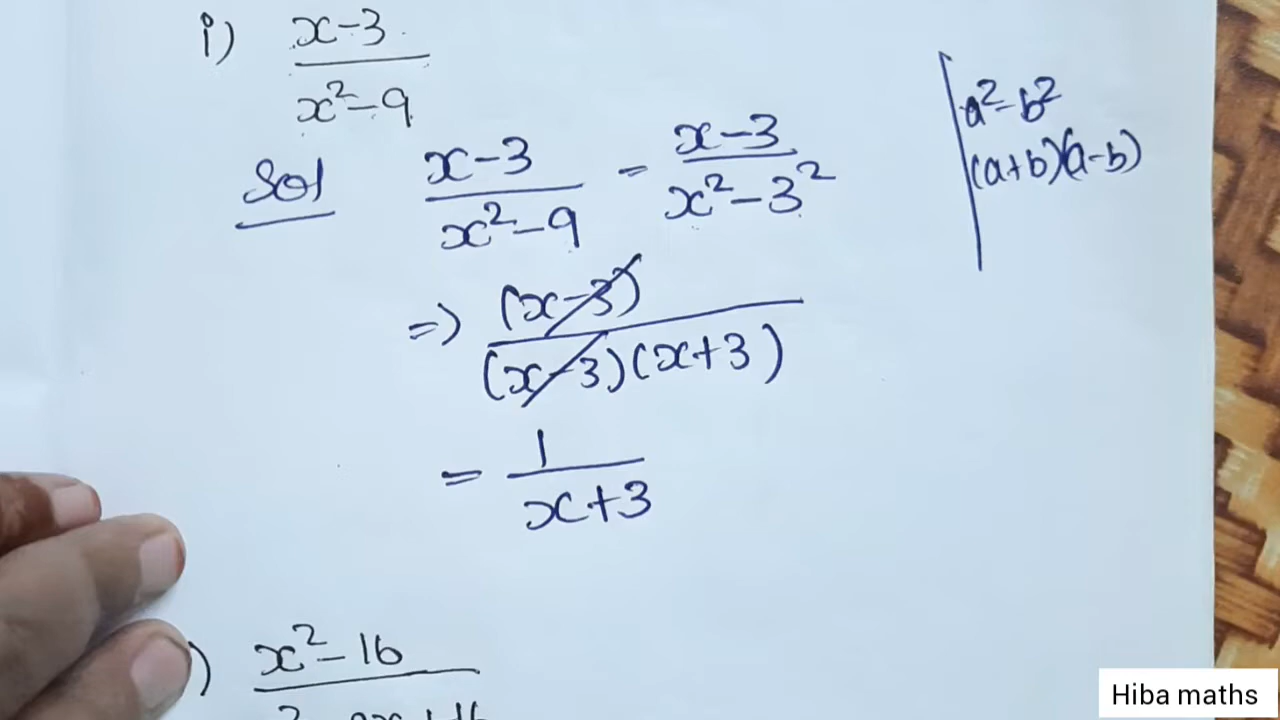 i) x-3
x²-9
Sol x-3 = x-3
x²-9 x²-3²
=> (x-3)
(x-3)(x+3)
= 1
x+3
a²-b²
(a+b)(a-b)
) x²-16
Hiba maths